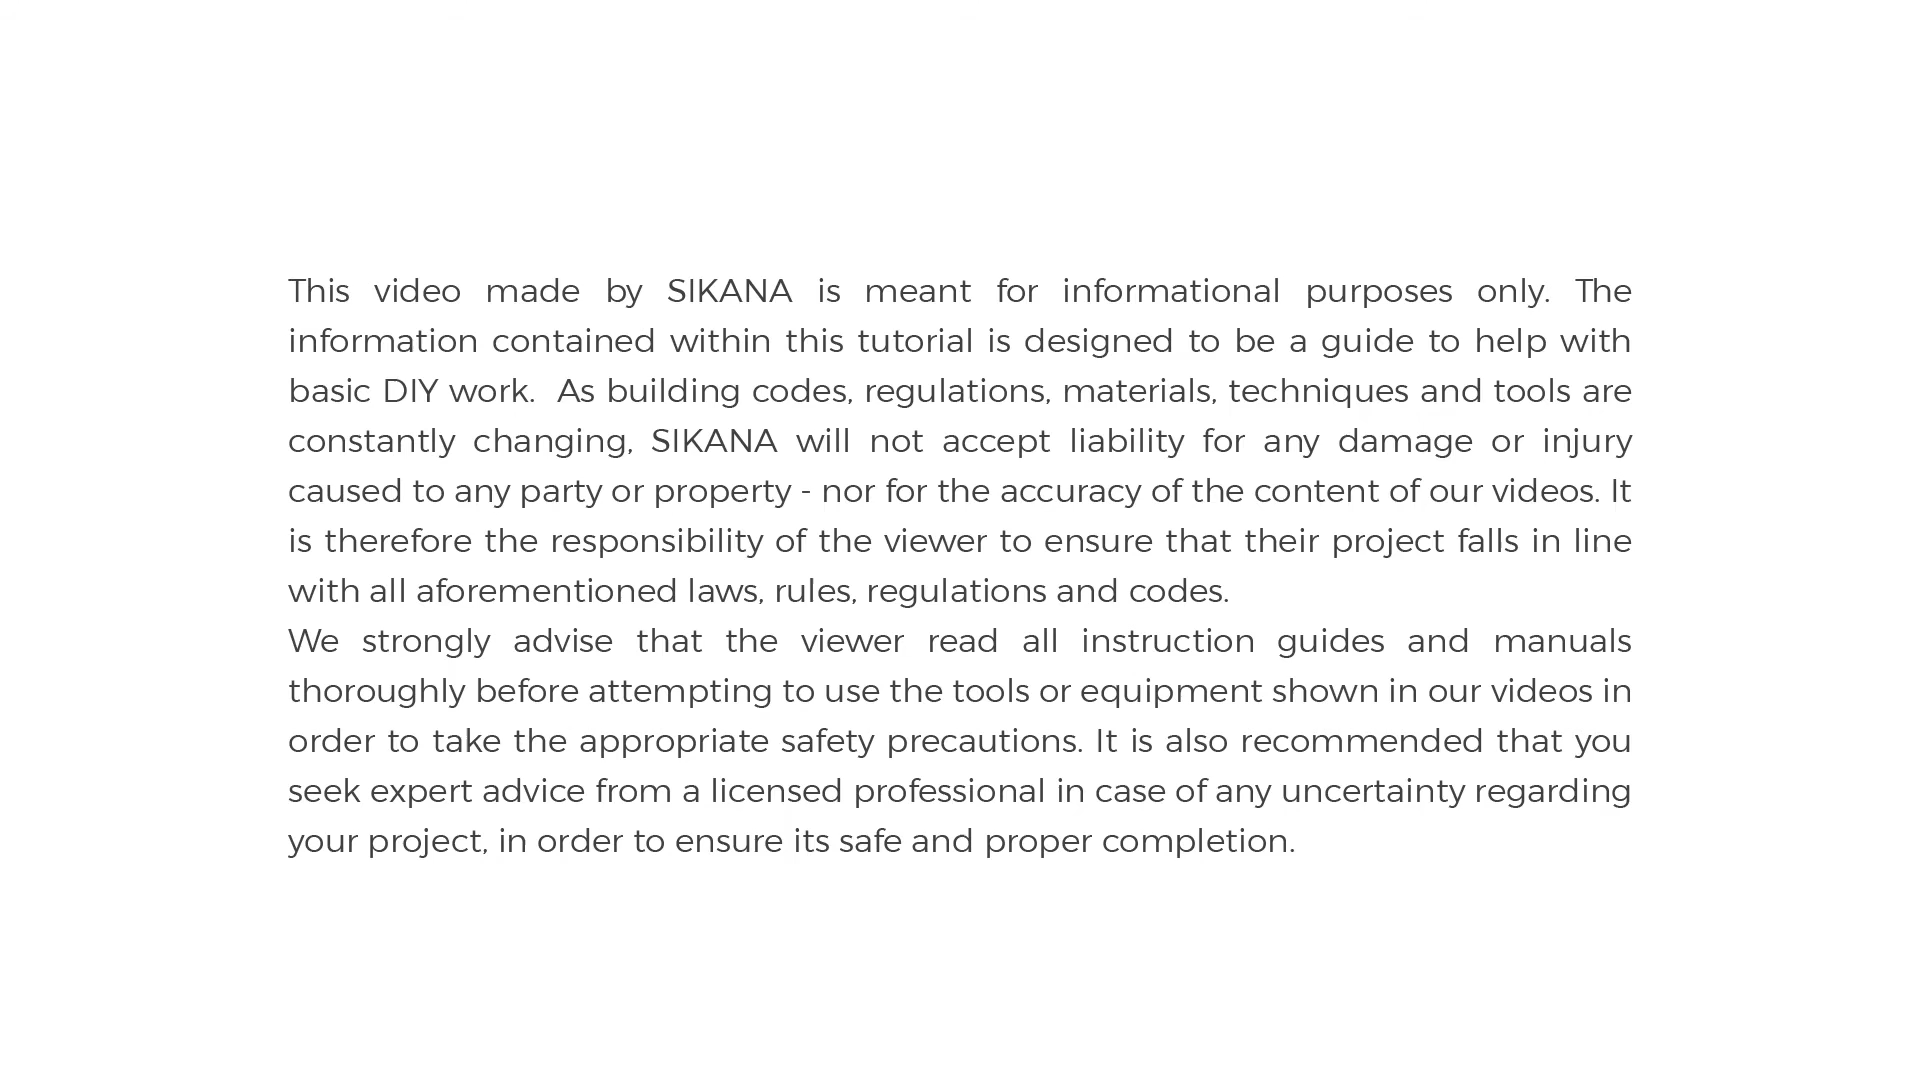 This video made by SIKANA is meant for informational purposes only. The
information contained within this tutorial is designed to be a guide to help with
basic DIY work.  As building codes, regulations, materials, techniques and tools are
constantly changing, SIKANA will not accept liability for any damage or injury
caused to any party or property - nor for the accuracy of the content of our videos. It
is therefore the responsibility of the viewer to ensure that their project falls in line
with all aforementioned laws, rules, regulations and codes.
We strongly advise that the viewer read all instruction guides and manuals
thoroughly before attempting to use the tools or equipment shown in our videos in
order to take the appropriate safety precautions. It is also recommended that you
seek expert advice from a licensed professional in case of any uncertainty regarding
your project, in order to ensure its safe and proper completion.